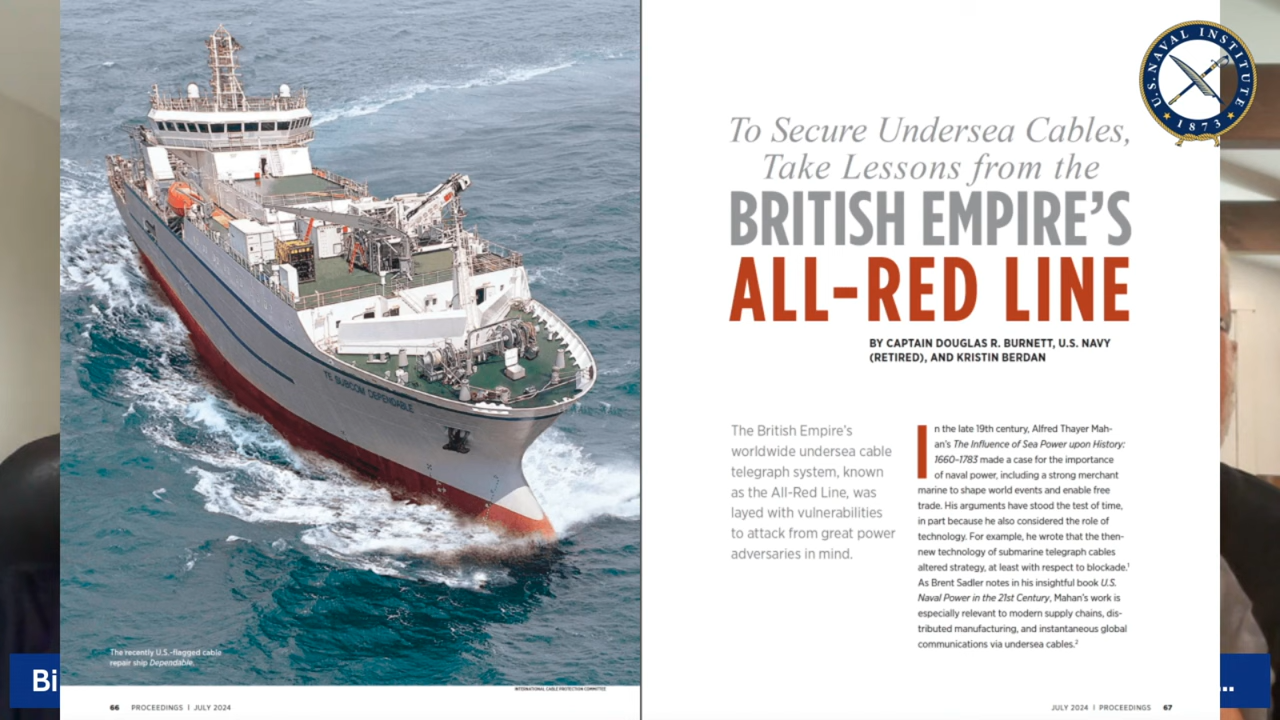 U.S. NAVAL INSTITUTE
1873
To Secure Undersea Cables,
Take Lessons from the
BRITISH EMPIRE'S
ALL-RED LINE
BY CAPTAIN DOUGLAS R. BURNETT, U.S. NAVY
(RETIRED), AND KRISTIN BERDAN
The British Empire's
worldwide undersea cable
telegraph system, known
as the All-Red Line, was
layed with vulnerabilities
to attack from great power
adversaries in mind.
In the late 19th century, Alfred Thayer Mah-
an's The Influence of Sea Power upon History:
1660–1783 made a case for the importance
of naval power, including a strong merchant
marine to shape world events and enable free
trade. His arguments have stood the test of time,
in part because he also considered the role of
technology. For example, he wrote that the then-
new technology of submarine telegraph cables
altered strategy, at least with respect to blockade.¹
As Brent Sadler notes in his insightful book U.S.
Naval Power in the 21st Century, Mahan's work is
especially relevant to modern supply chains, dis-
tributed manufacturing, and instantaneous global
communications via undersea cables.²
TE SUBCOM DEPENDABLE
The recently U.S.-flagged cable
repair ship Dependable.
INTERNATIONAL CABLE PROTECTION COMMITTEE
Bi
...
66 PROCEEDINGS | JULY 2024
JULY 2024 | PROCEEDINGS 67